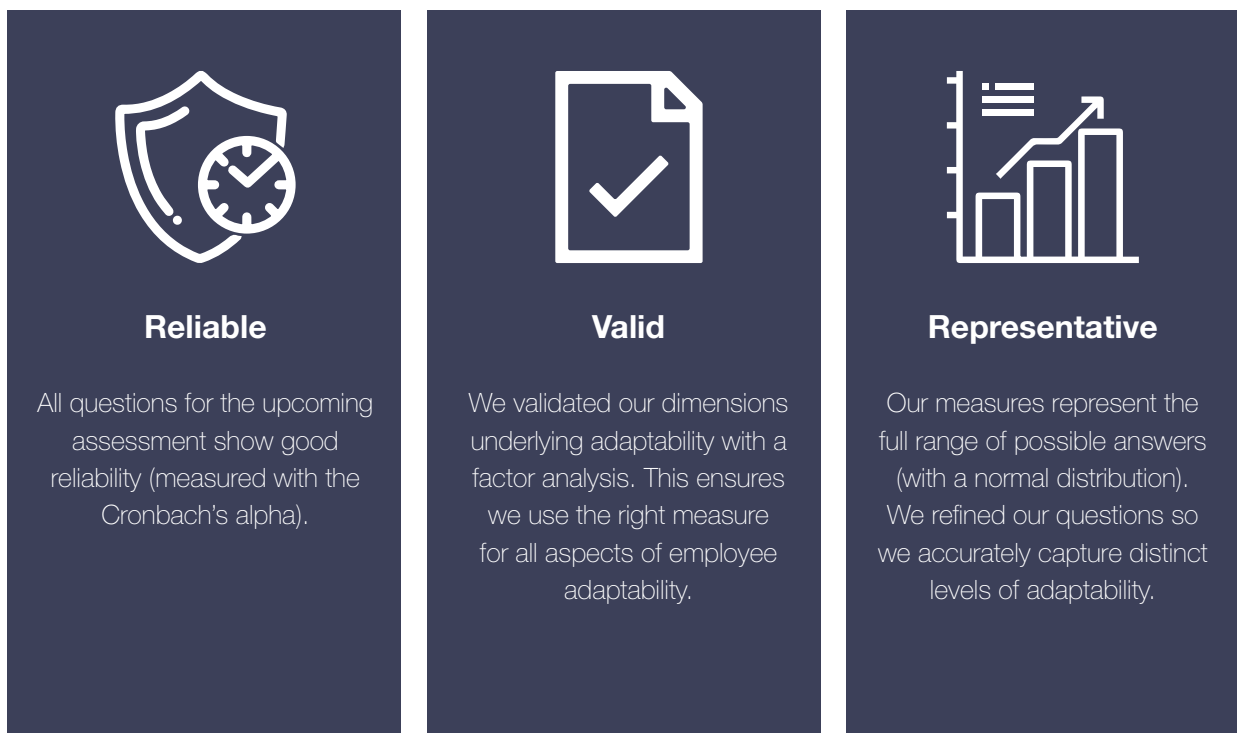 Reliable
All questions for the upcoming
assessment show good
reliability (measured with the
Cronbach’s alpha).
Valid
We validated our dimensions
underlying adaptability with a
factor analysis. This ensures
we use the right measure
for all aspects of employee
adaptability.
Representative
Our measures represent the
full range of possible answers
(with a normal distribution).
We refined our questions so
we accurately capture distinct
levels of adaptability.